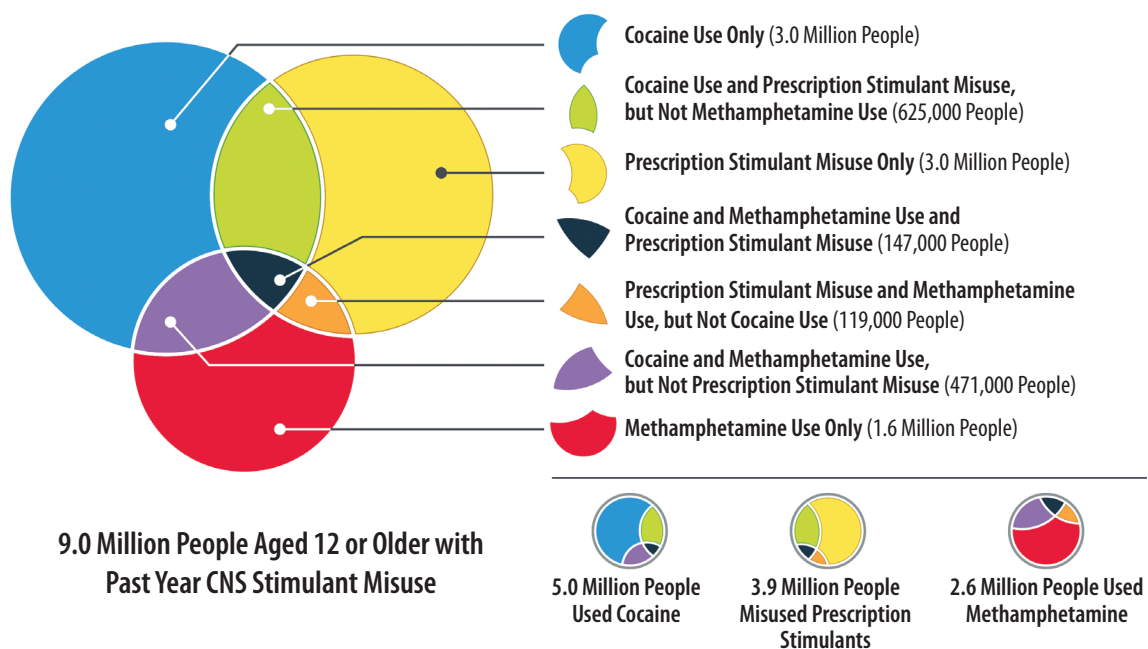 Cocaine Use Only (3.0 Million People)
Cocaine Use and Prescription Stimulant Misuse,
but Not Methamphetamine Use (625,000 People)
Prescription Stimulant Misuse Only (3.0 Million People)
Cocaine and Methamphetamine Use and
Prescription Stimulant Misuse (147,000 People)
Prescription Stimulant Misuse and Methamphetamine
Use, but Not Cocaine Use (119,000 People)
Cocaine and Methamphetamine Use,
but Not Prescription Stimulant Misuse (471,000 People)
Methamphetamine Use Only (1.6 Million People)
9.0 Million People Aged 12 or Older with
Past Year CNS Stimulant Misuse
5.0 Million People
Used Cocaine
3.9 Million People
Misused Prescription
Stimulants
2.6 Million People Used
Methamphetamine